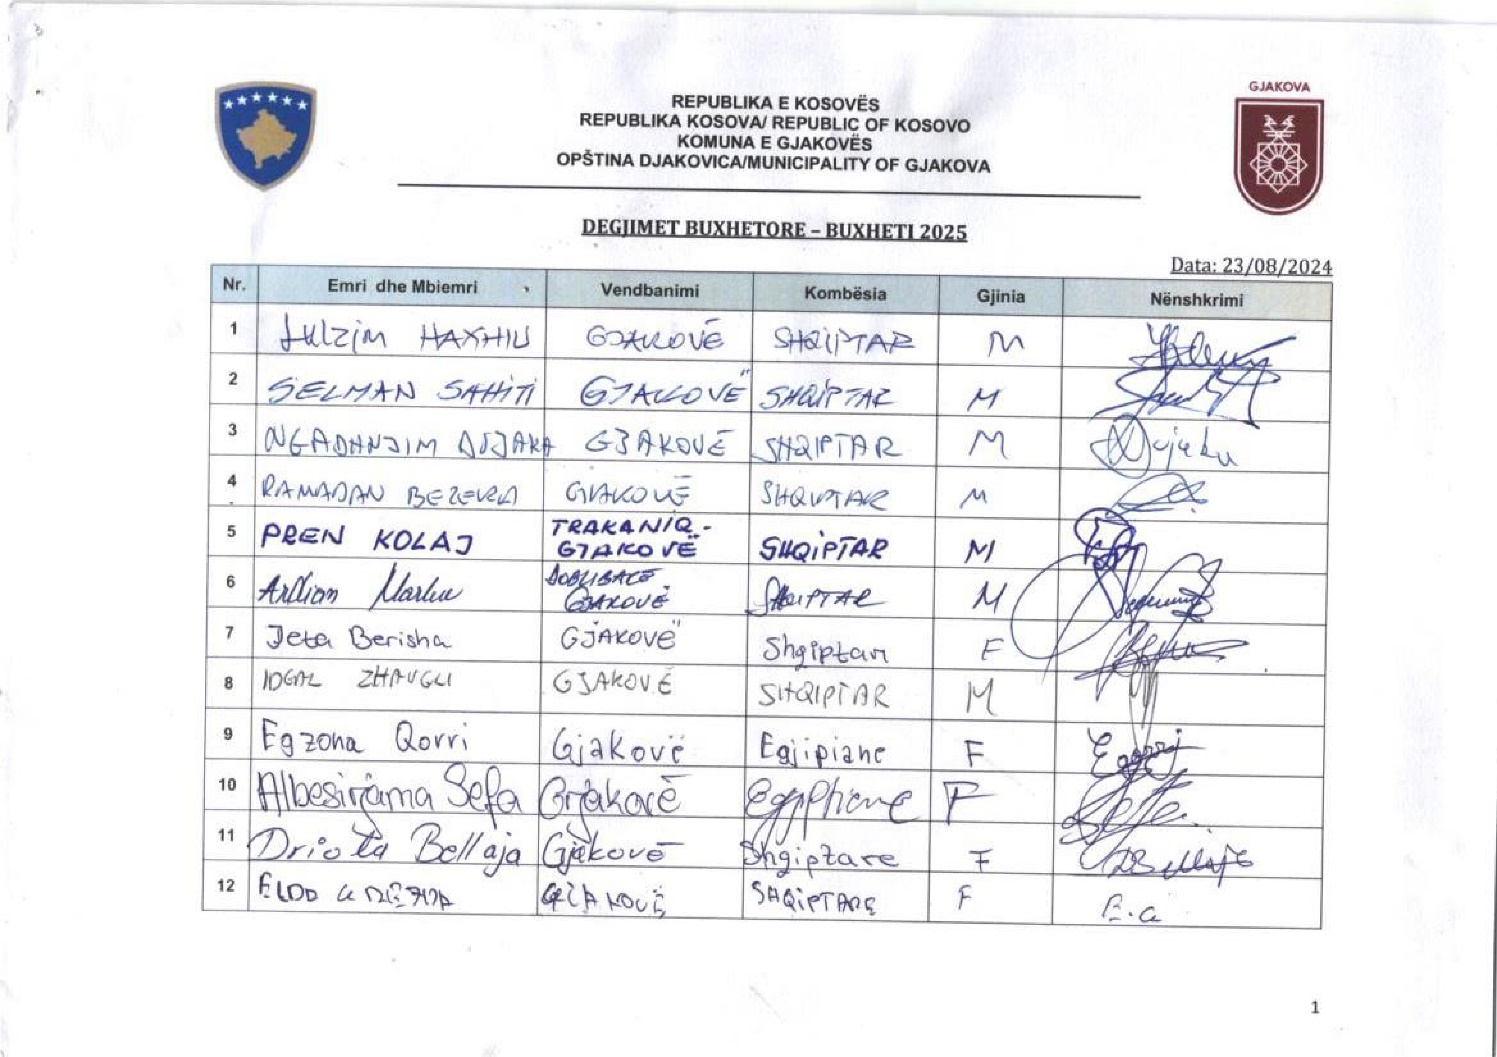 GJAKOVA
REPUBLIKA E KOSOVËS
REPUBLIKA KOSOVA/ REPUBLIC OF KOSOVO
KOMUNA E GJAKOVËS
OPŠTINA DJAKOVICA/MUNICIPALITY OF GJAKOVA
DEGJIMET BUXHETORE – BUXHETI 2025
Data: 23/08/2024
Nr. Emri dhe Mbiemri Vendbanimi Kombësia Gjinia Nënshkrimi
1 Lulzim HAXHIU GJAKOVË SHQIPTAR M
2 SELMAN SAHITI GJAKOVË SHQIPTAR M
3 NGADHNJIM GJAKOVË SHQIPTAR M
4 RAMADAN GJAKOVË SHQIPTAR M
5 PREN KOLAJ TRAKANIQ-
GJAKOVË SHQIPTAR M
6 GJAKOVË SHQIPTAR M
7 Jeta Berisha GJAKOVË Shqiptar F
8 GJAKOVË SHQIPTAR M
9 Egzona Qorri Gjakovë Egjiptiane F
10 Sefa Gjakovë Egjiptiane F
11 Bellaja Gjakovë Shqiptare F
12 GJAKOVË SHQIPTARE F E.G
1